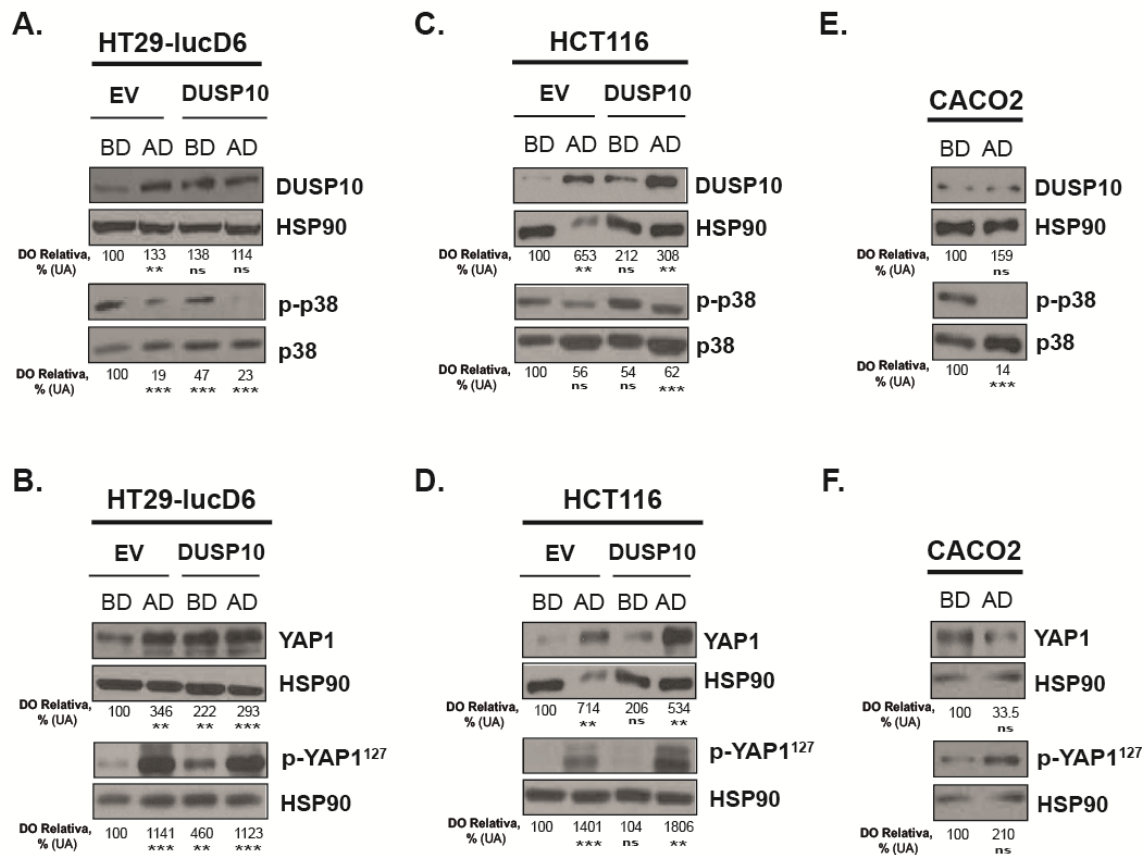 A.
HT29-lucD6
EV DUSP10
BD AD BD AD
DUSP10
HSP90
DO Relativa, % (UA) 100 133 138 114
** ns ns
p-p38
p38
DO Relativa, % (UA) 100 19 47 23
*** *** ***
C.
HCT116
EV DUSP10
BD AD BD AD
DUSP10
HSP90
DO Relativa, % (UA) 100 653 212 308
** ns **
p-p38
p38
DO Relativa, % (UA) 100 56 54 62
ns ns ***
E.
CACO2
BD AD
DUSP10
HSP90
DO Relativa, % (UA) 100 159
ns
p-p38
p38
DO Relativa, % (UA) 100 14
***
B.
HT29-lucD6
EV DUSP10
BD AD BD AD
YAP1
HSP90
DO Relativa, % (UA) 100 346 222 293
** ** ***
p-YAP1¹²⁷
HSP90
DO Relativa, % (UA) 100 1141 460 1123
*** ** ***
D.
HCT116
EV DUSP10
BD AD BD AD
YAP1
HSP90
DO Relativa, % (UA) 100 714 206 534
** ns **
p-YAP1¹²⁷
HSP90
DO Relativa, % (UA) 100 1401 104 1806
*** ns **
F.
CACO2
BD AD
YAP1
HSP90
DO Relativa, % (UA) 100 33.5
ns
p-YAP1¹²⁷
HSP90
DO Relativa, % (UA) 100 210
ns